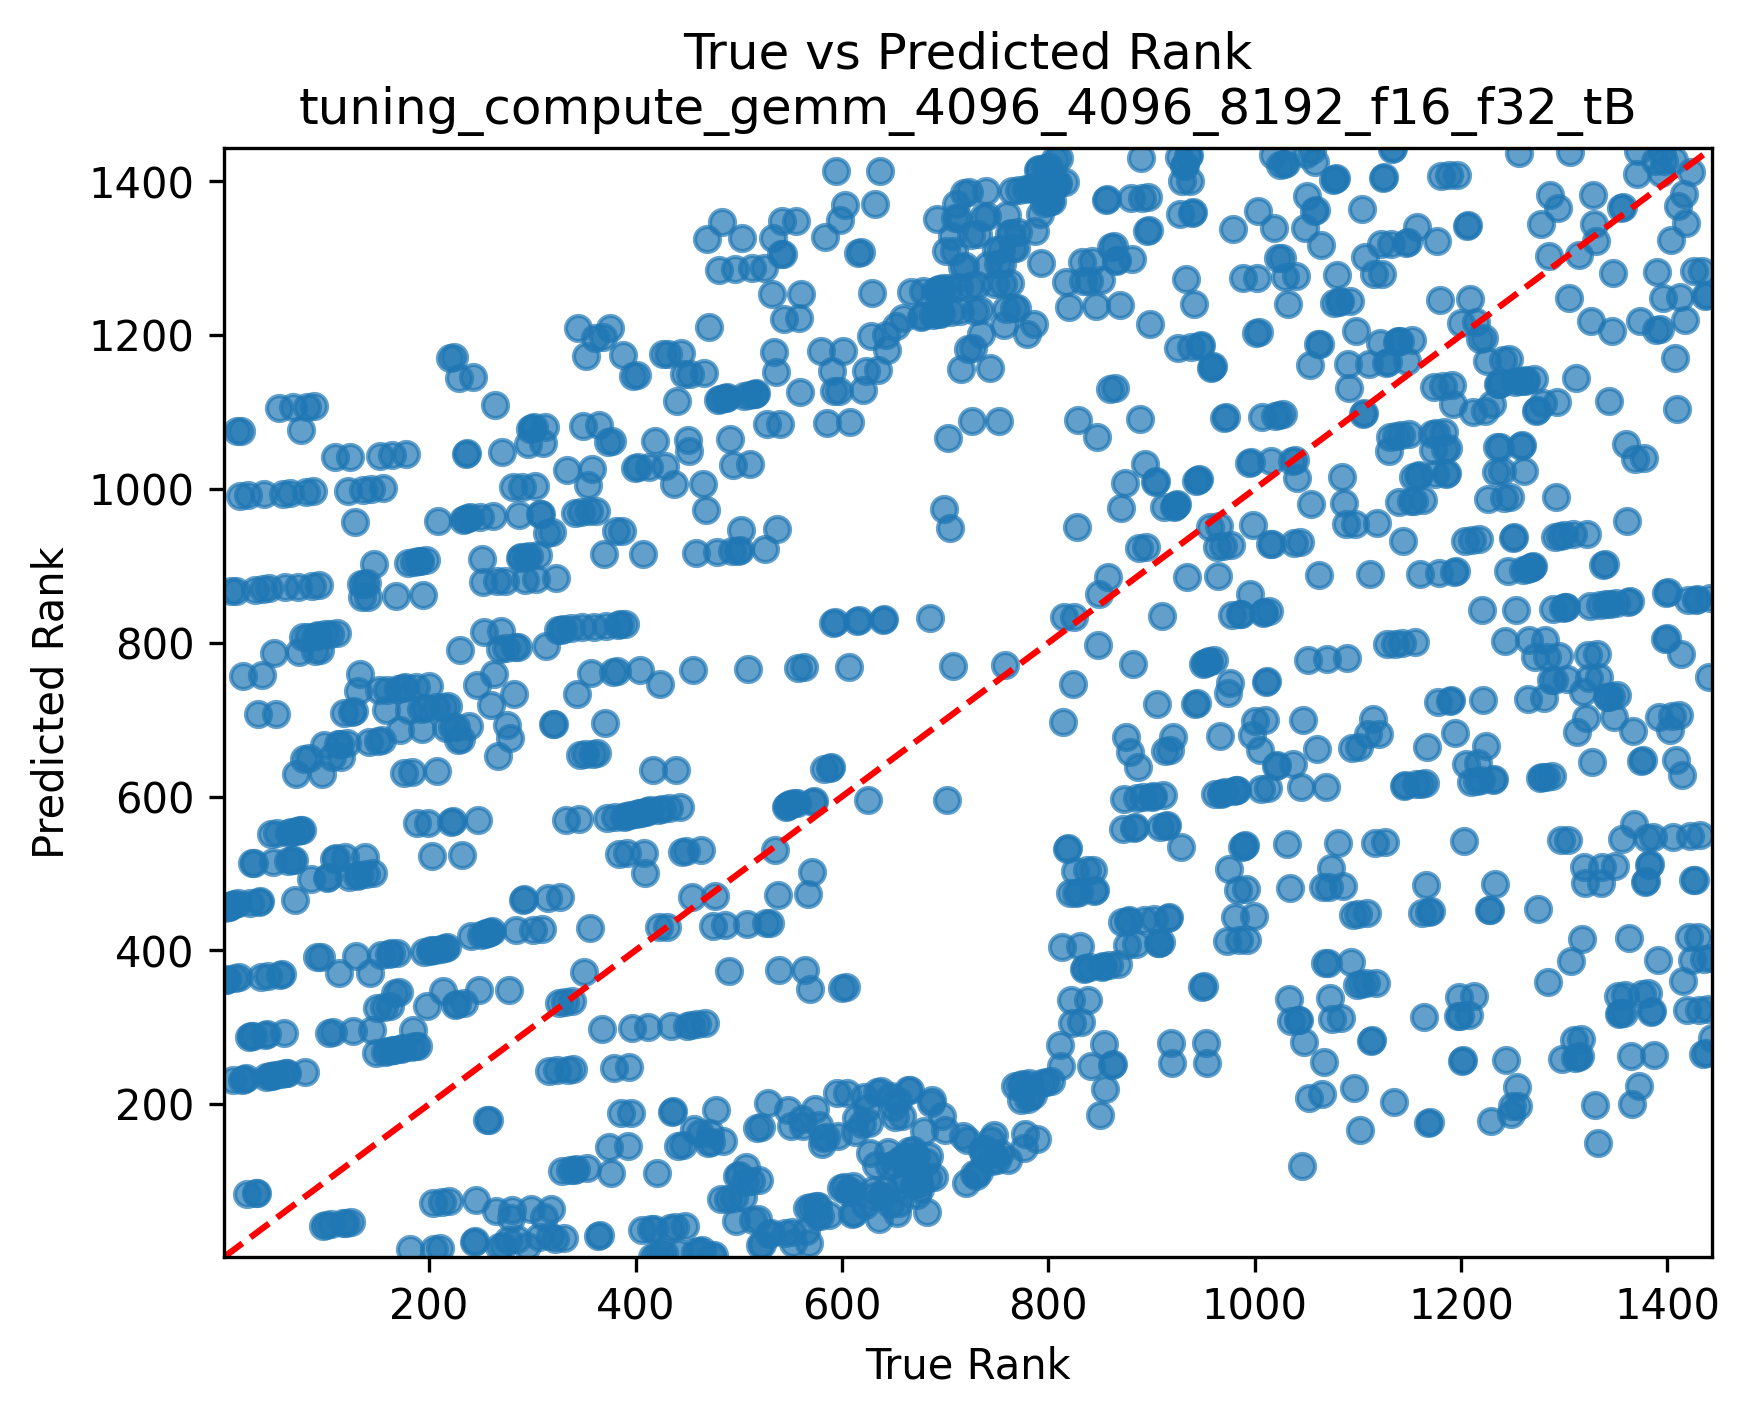 True vs Predicted Rank
tuning_compute_gemm_4096_4096_8192_f16_f32_tB
1400
1200
1000
800
600
400
200
Predicted Rank
200 400 600 800 1000 1200 1400
True Rank